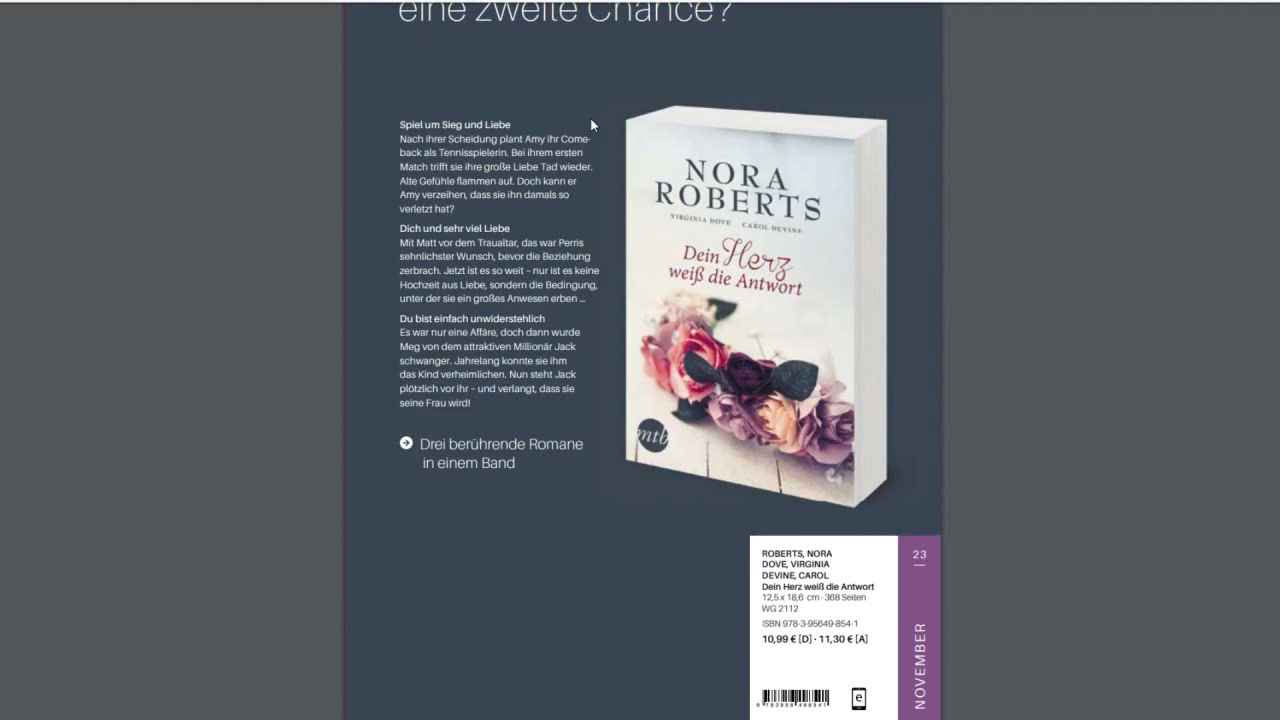 eine zweite Chance?
Spiel um Sieg und Liebe
Nach ihrer Scheidung plant Amy ihr Come-
back als Tennisspielerin. Bei ihrem ersten
Match trifft sie ihre große Liebe Tad wieder.
Alte Gefühle flammen auf. Doch kann er
Amy verzeihen, dass sie ihn damals so
verletzt hat?
Dich und sehr viel Liebe
Mit Matt vor dem Traualtar, das war Perris
sehnlichster Wunsch, bevor die Beziehung
zerbrach. Jetzt ist es so weit – nur ist es keine
Hochzeit aus Liebe, sondern die Bedingung,
unter der sie ein großes Anwesen erben ...
Du bist einfach unwiderstehlich
Es war nur eine Affäre, doch dann wurde
Meg von dem attraktiven Millionär Jack
schwanger. Jahrelang konnte sie ihm
das Kind verheimlichen. Nun steht Jack
plötzlich vor ihr – und verlangt, dass sie
seine Frau wird!
Drei berührende Romane
in einem Band
NORA
ROBERTS
VIRGINIA DOVE CAROL DEVINE
Dein Herz
weiß die Antwort
mtb
ROBERTS, NORA
DOVE, VIRGINIA
DEVINE, CAROL
Dein Herz weiß die Antwort
12,5 x 18,6 cm · 368 Seiten
WG 2112
ISBN 978-3-95649-854-1
10,99 € [D] · 11,30 € [A]
9 783956 498541
e
23
NOVEMBER